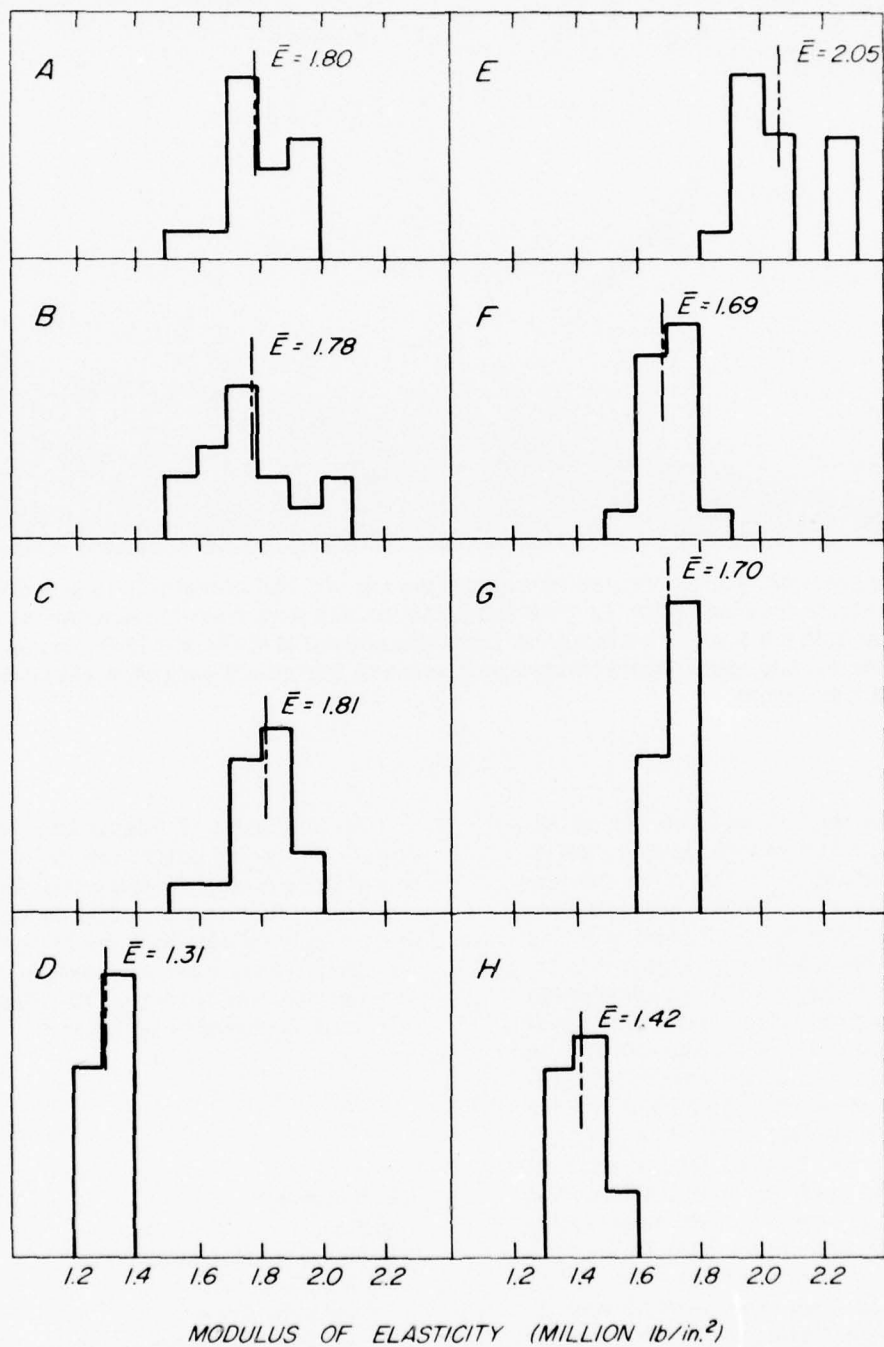 A
Ē = 1.80
E
Ē = 2.05
B
Ē = 1.78
F
Ē = 1.69
C
Ē = 1.81
G
Ē = 1.70
D
Ē = 1.31
H
Ē = 1.42
1.2 1.4 1.6 1.8 2.0 2.2 1.2 1.4 1.6 1.8 2.0 2.2
MODULUS OF ELASTICITY (MILLION lb/in.²)